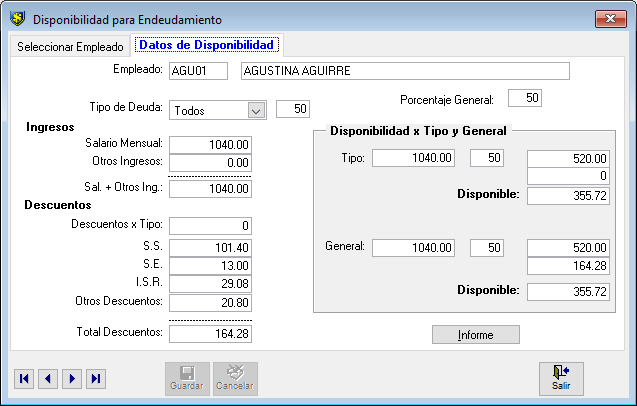 Disponibilidad para Endeudamiento
Seleccionar Empleado Datos de Disponibilidad
Empleado: AGU01 AGUSTINA AGUIRRE
Tipo de Deuda: Todos 50 Porcentaje General: 50
Ingresos
Salario Mensual: 1040.00
Otros Ingresos: 0.00
Sal. + Otros Ing.: 1040.00
Descuentos
Descuentos x Tipo: 0
S.S. 101.40
S.E. 13.00
I.S.R. 29.08
Otros Descuentos: 20.80
Total Descuentos: 164.28
Disponibilidad x Tipo y General
Tipo: 1040.00 50 520.00
0
Disponible: 355.72
General: 1040.00 50 520.00
164.28
Disponible: 355.72
Informe
Guardar Cancelar Salir